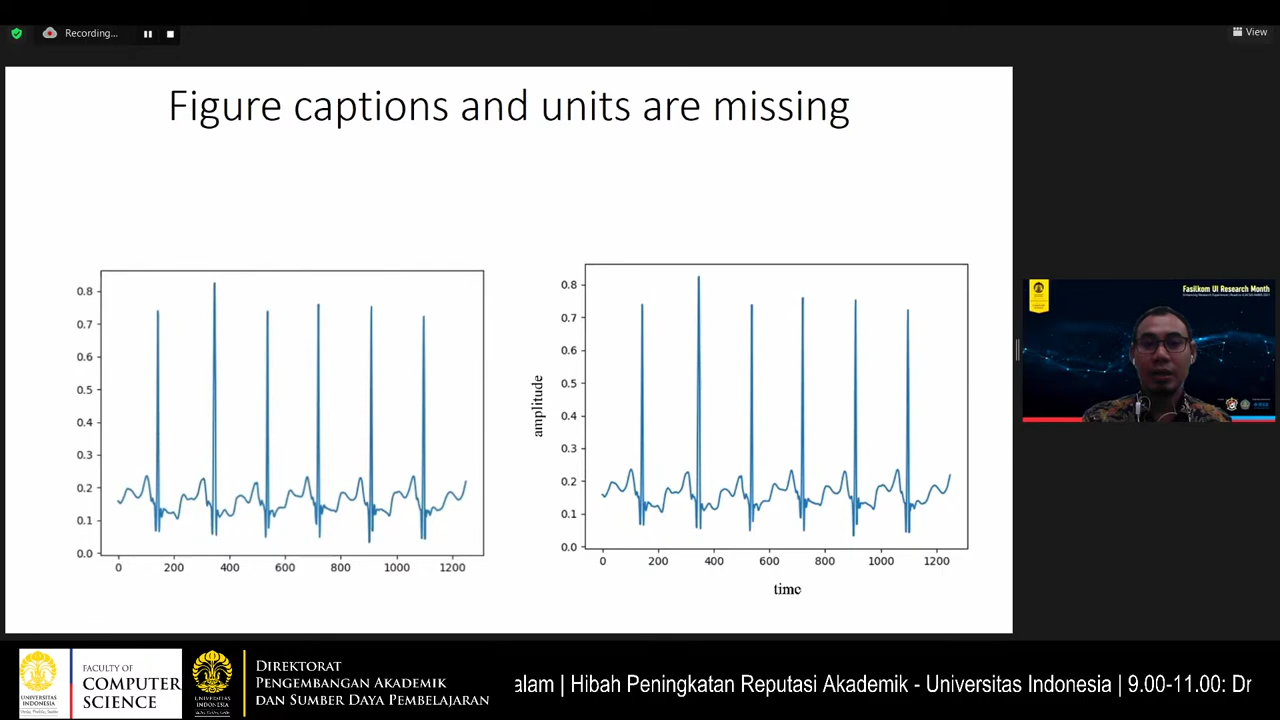 Recording...
View
Figure captions and units are missing
0.8
0.7
0.6
0.5
0.4
0.3
0.2
0.1
0.0
0
200
400
600
800
1000
1200
amplitude
0.8
0.7
0.6
0.5
0.4
0.3
0.2
0.1
0.0
0
200
400
600
800
1000
1200
time
Fasilkom UI Research Month
UNIVERSITAS
INDONESIA
FACULTY OF
COMPUTER
SCIENCE
UNIVERSITAS
INDONESIA
DIREKTORAT
PENGEMBANGAN AKADEMIK
DAN SUMBER DAYA PEMBELAJARAN
alam | Hibah Peningkatan Reputasi Akademik - Universitas Indonesia | 9.00-11.00: Dr